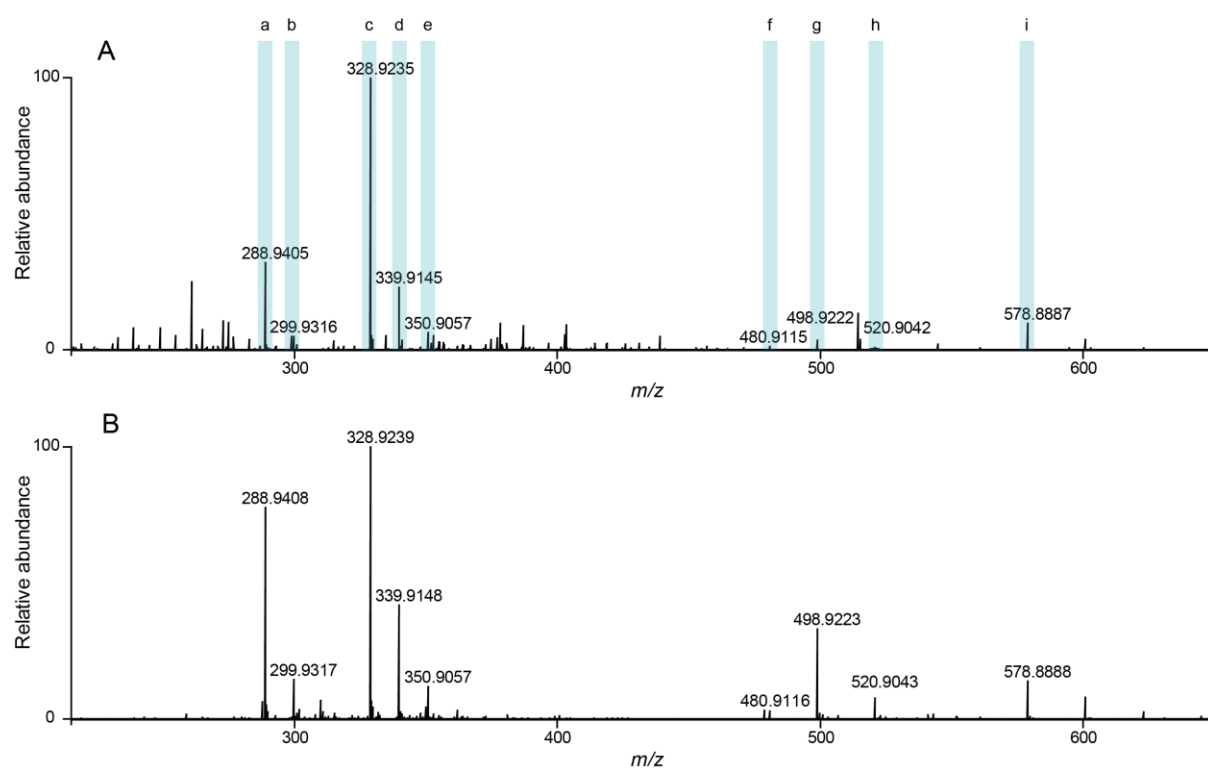 a b c d e f g h i
A
328.9235
100
288.9405
339.9145
299.9316
350.9057
498.9222
578.8887
520.9042
480.9115
Relative abundance
0
300 400 500 600
m/z
B
328.9239
100
288.9408
339.9148
498.9223
299.9317
350.9057
520.9043
578.8888
480.9116
Relative abundance
0
300 400 500 600
m/z